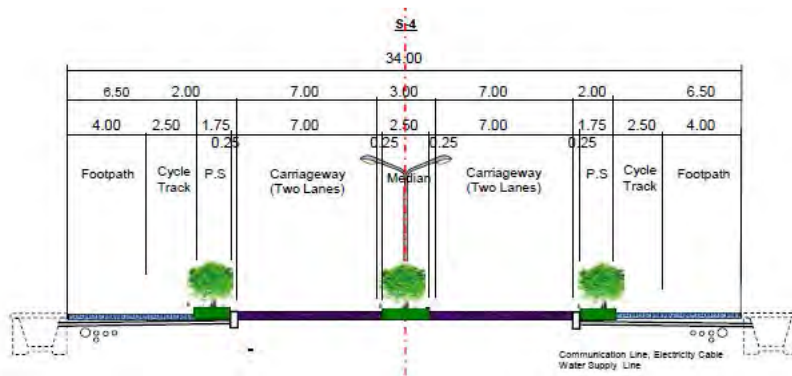 S-4
34.00
6.50 2.00 7.00 3.00 7.00 2.00 6.50
4.00 2.50 1.75 7.00 2.50 7.00 1.75 2.50 4.00
0.25 0.25 0.25 0.25
Footpath Cycle Track P.S Carriageway (Two Lanes) Median Carriageway (Two Lanes) P.S Cycle Track Footpath
Communication Line, Electricity Cable
Water Supply Line